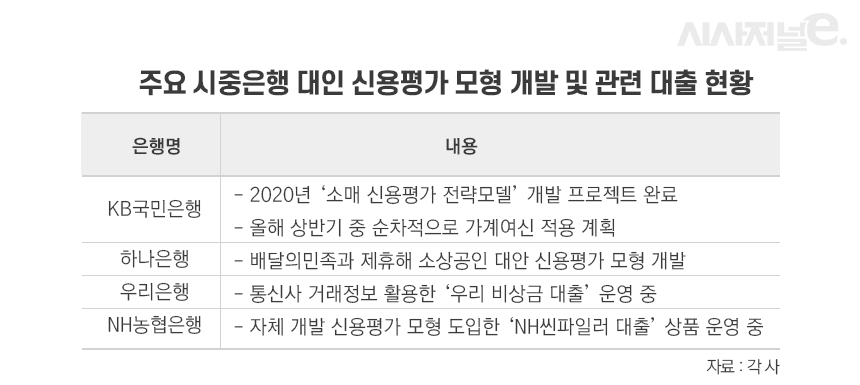 시사저널e.
주요 시중은행 대인 신용평가 모형 개발 및 관련 대출 현황
은행명 내용
KB국민은행
- 2020년 ‘소매 신용평가 전략모델’ 개발 프로젝트 완료
- 올해 상반기 중 순차적으로 가계여신 적용 계획
하나은행 - 배달의민족과 제휴해 소상공인 대안 신용평가 모형 개발
우리은행 - 통신사 거래정보 활용한 ‘우리 비상금 대출’ 운영 중
NH농협은행 - 자체 개발 신용평가 모형 도입한 ‘NH씬파일러 대출’ 상품 운영 중
자료 : 각 사